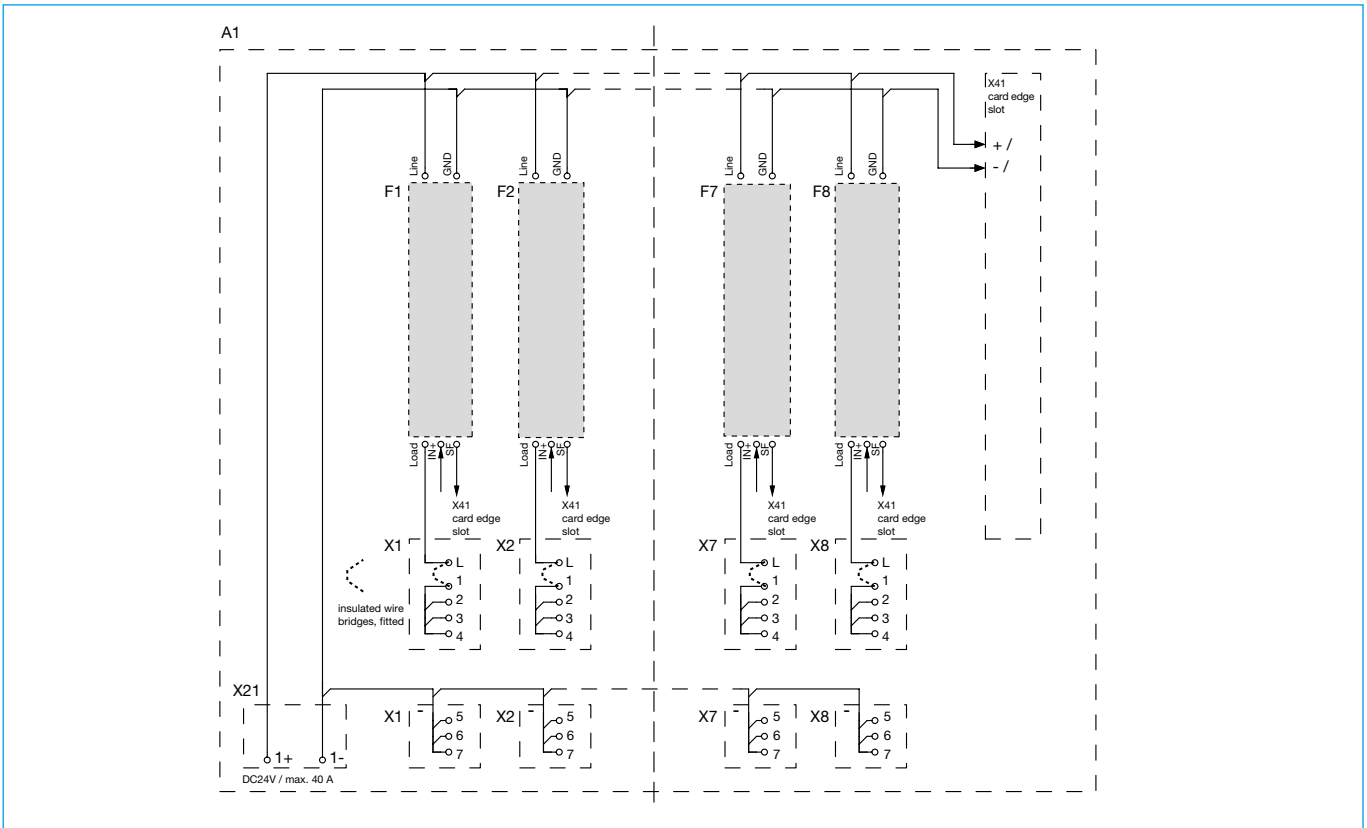 A1
X41
card edge
slot
+ /
- /
Line
GND
Line
GND
Line
GND
Line
GND
F1
F2
F7
F8
Load
IN+
SF
Load
IN+
SF
Load
IN+
SF
Load
IN+
SF
X41
card edge
slot
X41
card edge
slot
X41
card edge
slot
X41
card edge
slot
insulated wire
bridges, fitted
X1
L
1
2
3
4
X2
L
1
2
3
4
X7
L
1
2
3
4
X8
L
1
2
3
4
X21
1+
1-
DC24V / max. 40 A
X1
-
5
6
7
X2
-
5
6
7
X7
-
5
6
7
X8
-
5
6
7